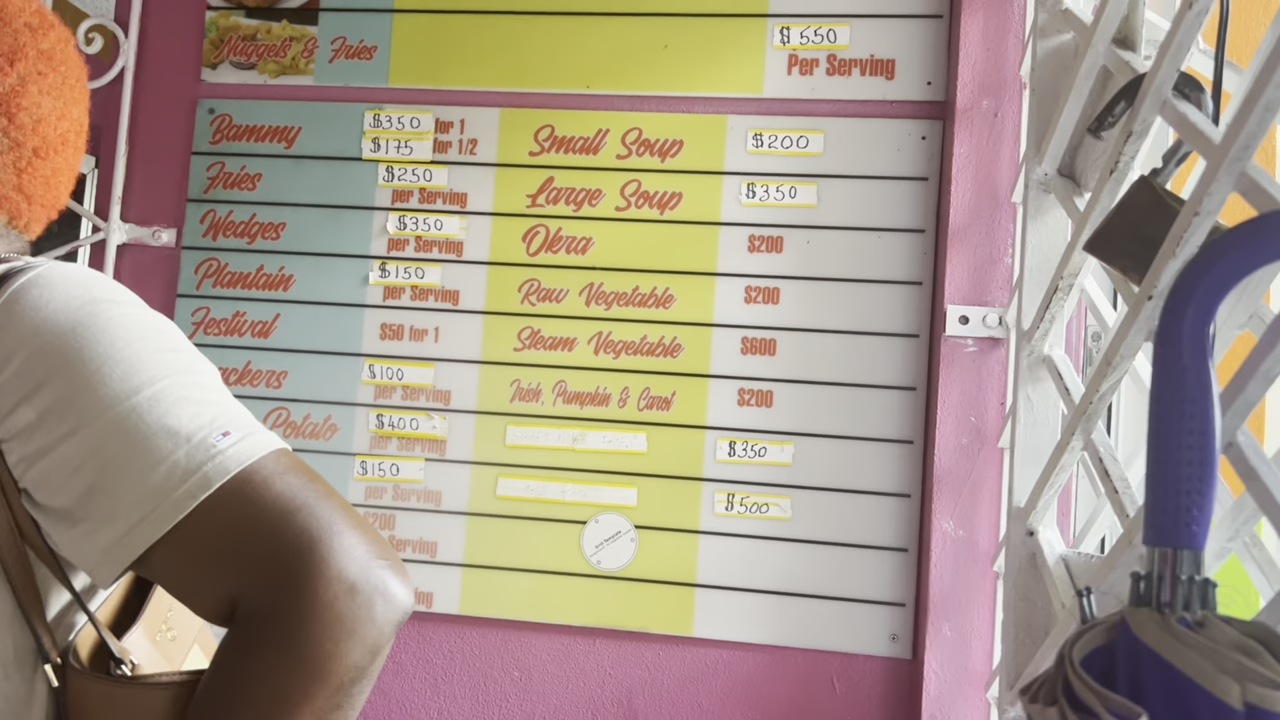 Nuggets & Fries
$550
Per Serving
Bammy
$350 for 1
$175 for 1/2
Small Soup
$200
Fries
$250
per Serving
Large Soup
$350
Wedges
$350
per Serving
Okra
$200
Plantain
$150
per Serving
Raw Vegetable
$200
Festival
$50 for 1
Steam Vegetable
$600
ackers
$100
per Serving
Irish, Pumpkin & Carol
$200
Potato
$400
per Serving
$350
$150
per Serving
$500
$200
Serving
ing